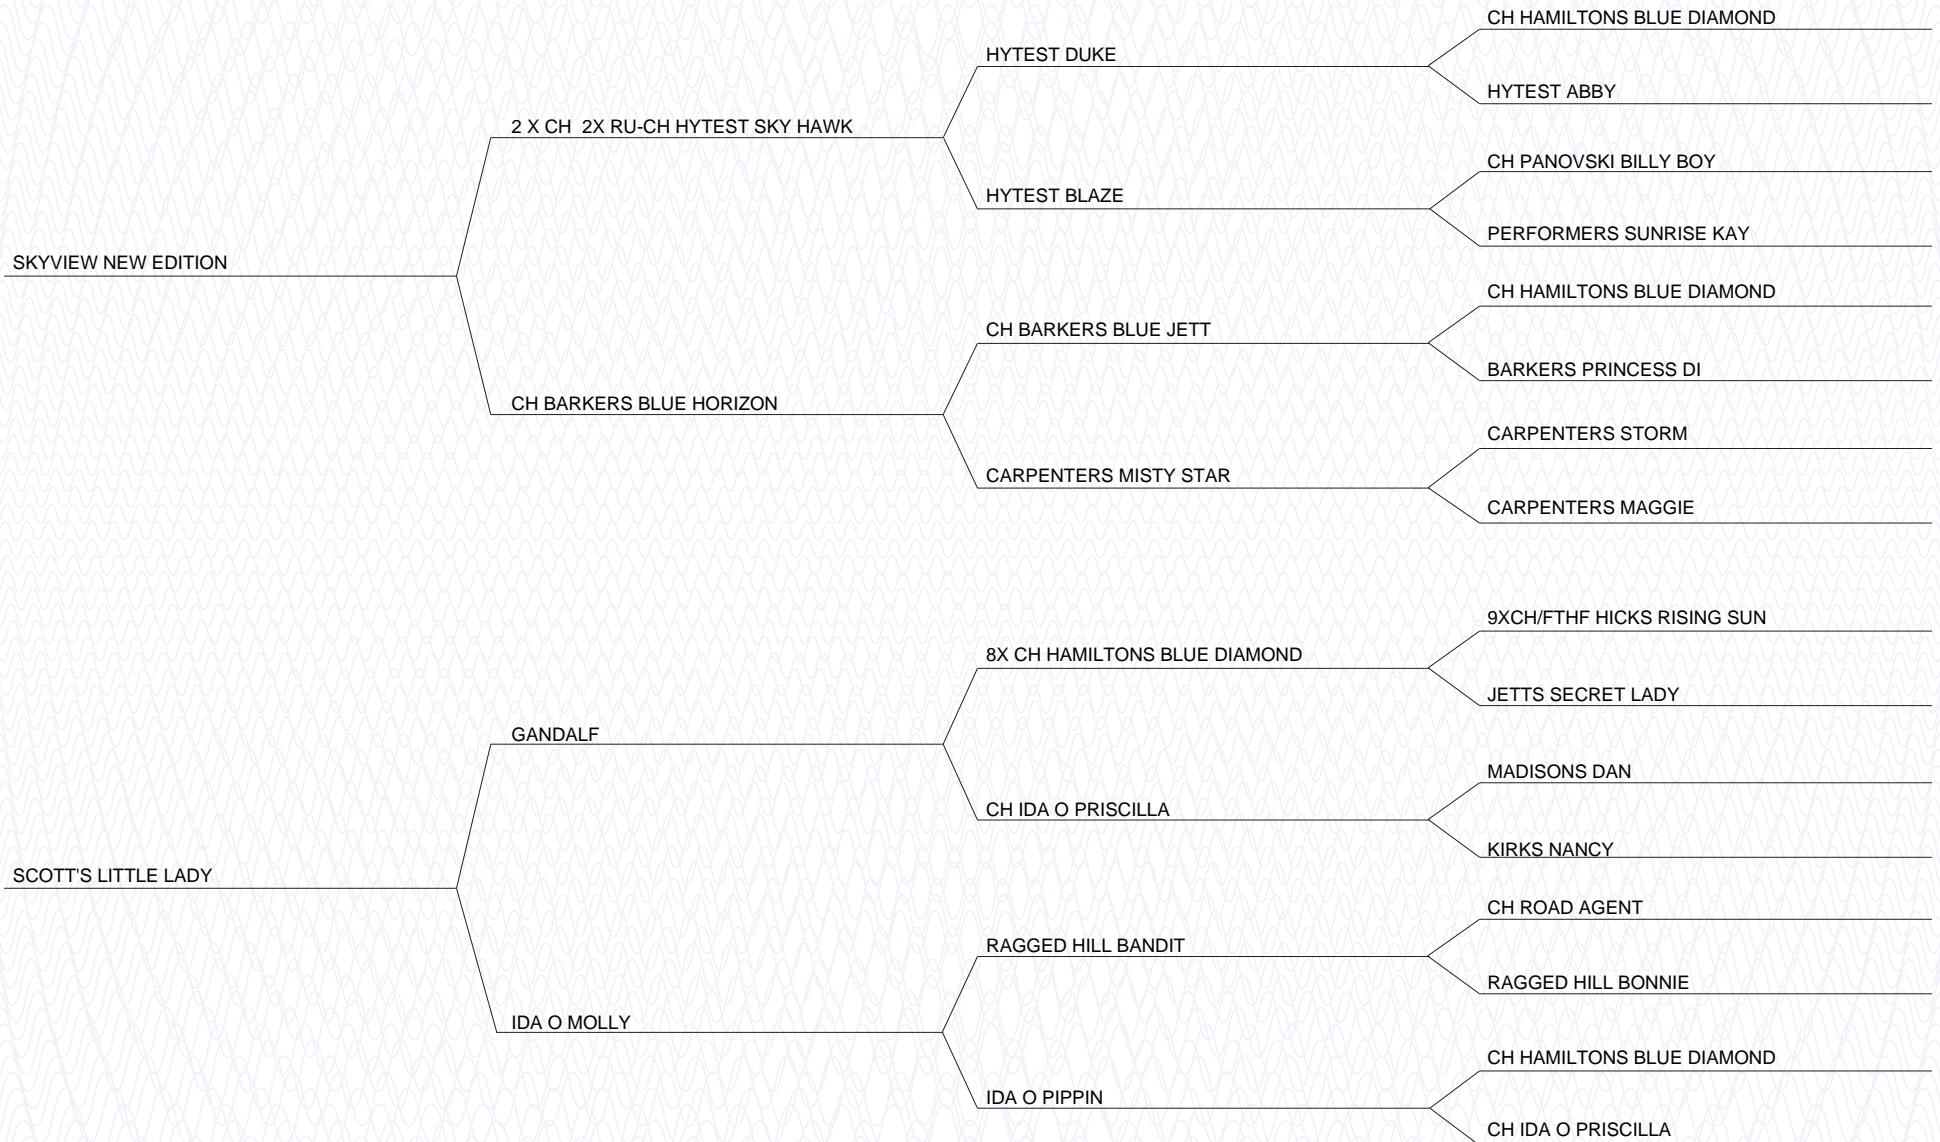 CH HAMILTONS BLUE DIAMOND
HYTEST DUKE
HYTEST ABBY
2 X CH  2X RU-CH HYTEST SKY HAWK
CH PANOVSKI BILLY BOY
HYTEST BLAZE
PERFORMERS SUNRISE KAY
SKYVIEW NEW EDITION
CH HAMILTONS BLUE DIAMOND
CH BARKERS BLUE JETT
BARKERS PRINCESS DI
CH BARKERS BLUE HORIZON
CARPENTERS STORM
CARPENTERS MISTY STAR
CARPENTERS MAGGIE
9XCH/FTHF HICKS RISING SUN
8X CH HAMILTONS BLUE DIAMOND
JETTS SECRET LADY
GANDALF
MADISONS DAN
CH IDA O PRISCILLA
KIRKS NANCY
SCOTT'S LITTLE LADY
CH ROAD AGENT
RAGGED HILL BANDIT
RAGGED HILL BONNIE
IDA O MOLLY
CH HAMILTONS BLUE DIAMOND
IDA O PIPPIN
CH IDA O PRISCILLA